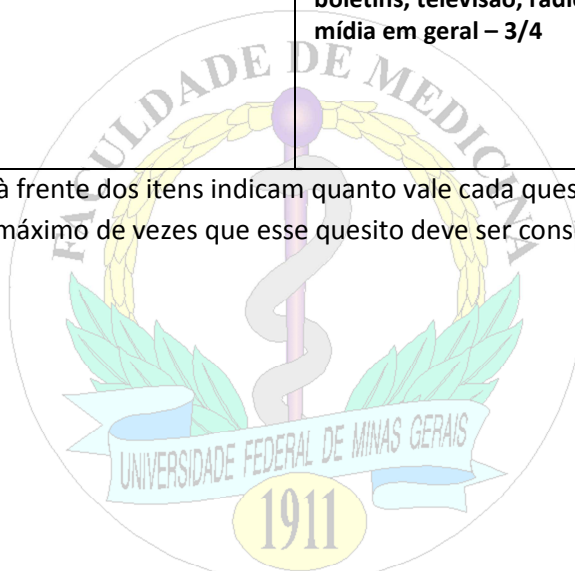 boletins, televisão, rádio
mídia em geral – 3/4
à frente dos itens indicam quanto vale cada ques
máximo de vezes que esse quesito deve ser cons
FACULDADE DE MEDICINA
UNIVERSIDADE FEDERAL DE MINAS GERAIS
1911